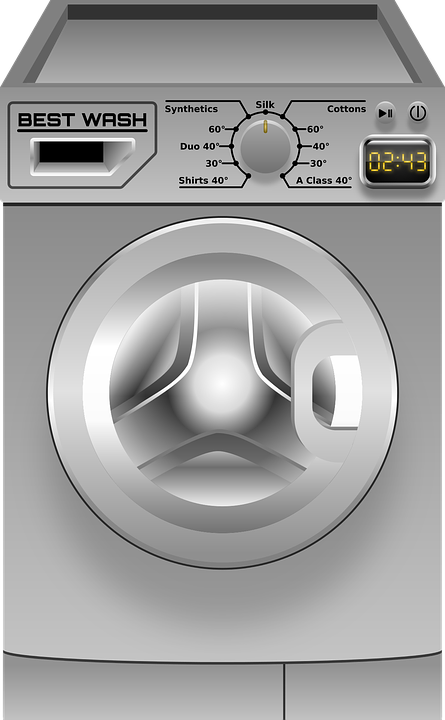 BEST WASH
Synthetics
Silk
Cottons
60°
60°
Duo 40°
40°
30°
30°
Shirts 40°
A Class 40°
02:43